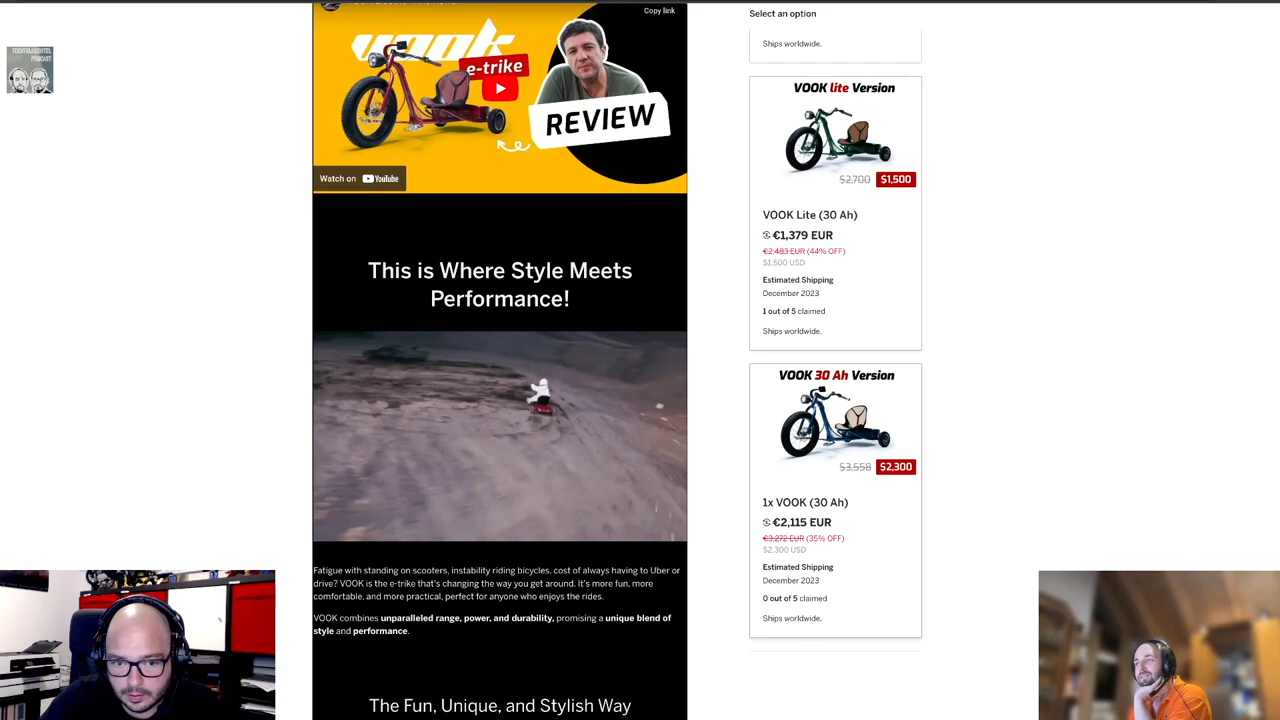 Copy link
Select an option
TECHTELMECHTEL
PODCAST
vook
e-trike
REVIEW
Watch on YouTube
This is Where Style Meets
Performance!
Fatigue with standing on scooters, instability riding bicycles, cost of always having to Uber or
drive? VOOK is the e-trike that's changing the way you get around. It's more fun, more
comfortable, and more practical, perfect for anyone who enjoys the rides.
VOOK combines unparalleled range, power, and durability, promising a unique blend of
style and performance.
The Fun, Unique, and Stylish Way
Ships worldwide.
VOOK lite Version
$2,700 $1,500
VOOK Lite (30 Ah)
€1,379 EUR
€2,483 EUR (44% OFF)
$1,500 USD
Estimated Shipping
December 2023
1 out of 5 claimed
Ships worldwide.
VOOK 30 Ah Version
$3,558 $2,300
1x VOOK (30 Ah)
€2,115 EUR
€3,272 EUR (35% OFF)
$2,300 USD
Estimated Shipping
December 2023
0 out of 5 claimed
Ships worldwide.